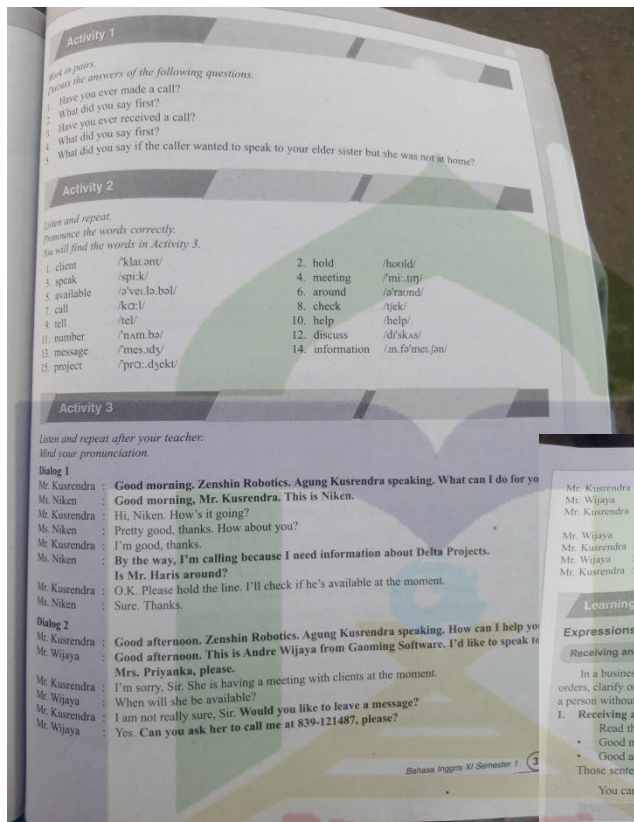 Activity 1
Work in pairs.
Discuss the answers of the following questions.
1. Have you ever made a call?
2. What did you say first?
3. Have you ever received a call?
4. What did you say first?
5. What did you say if the caller wanted to speak to your elder sister but she was not at home?
Activity 2
Listen and repeat.
Pronounce the words correctly.
You will find the words in Activity 3.
1. client /'klaɪ.ənt/ 2. hold /hoʊld/
3. speak /spi:k/ 4. meeting /'mi:.tɪŋ/
5. available /ə'veɪ.lə.bəl/ 6. around /ə'raʊnd/
7. call /kɑ:l/ 8. check /tʃek/
9. tell /tel/ 10. help /help/
11. number /'nʌm.bə/ 12. discuss /dɪ'skʌs/
13. message /'mes.ɪdʒ/ 14. information /ˌɪn.fə'meɪ.ʃən/
15. project /'prɑ:.dʒekt/
Activity 3
Listen and repeat after your teacher.
Mind your pronunciation.
Dialog 1
Mr. Kusrendra : Good morning. Zenshin Robotics. Agung Kusrendra speaking. What can I do for yo
Ms. Niken : Good morning, Mr. Kusrendra. This is Niken.
Mr. Kusrendra : Hi, Niken. How's it going?
Ms. Niken : Pretty good, thanks. How about you?
Mr. Kusrendra : I'm good, thanks.
Ms. Niken : By the way, I'm calling because I need information about Delta Projects.
Is Mr. Haris around?
Mr. Kusrendra : O.K. Please hold the line. I'll check if he's available at the moment.
Ms. Niken : Sure. Thanks.
Dialog 2
Mr. Kusrendra : Good afternoon. Zenshin Robotics. Agung Kusrendra speaking. How can I help yo
Mr. Wijaya : Good afternoon. This is Andre Wijaya from Gaoming Software. I'd like to speak to
Mrs. Priyanka, please.
Mr. Kusrendra : I'm sorry, Sir. She is having a meeting with clients at the moment.
Mr. Wijaya : When will she be available?
Mr. Kusrendra : I am not really sure, Sir. Would you like to leave a message?
Mr. Wijaya : Yes. Can you ask her to call me at 839-121487, please?
Bahasa Inggris XI Semester 1 3
Mr. Kusrendra
Mr. Wijaya
Mr. Kusrendra
Mr. Wijaya
Mr. Kusrendra
Mr. Wijaya
Mr. Kusrendra
Learning
Expressions
Receiving an
In a busines
orders, clarify o
a person withou
1. Receiving a
Read th
• Good m
• Good a
Those sente
You ca